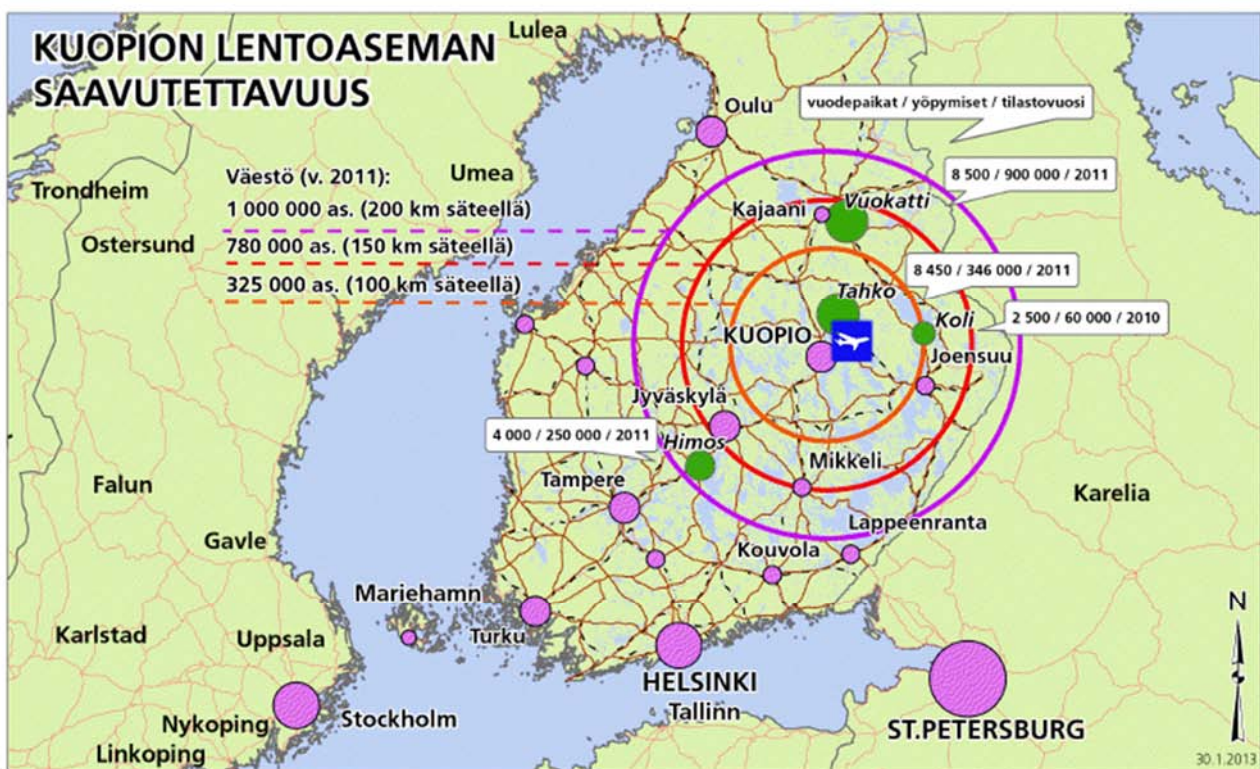 KUOPION LENTOASEMAN
SAAVUTETTAVUUS
Lulea
Oulu
vuodepaikat / yöpymiset / tilastovuosi
Umea
Trondheim
Väestö (v. 2011):
1 000 000 as. (200 km säteellä)
8 500 / 900 000 / 2011
Kajaani
Vuokatti
Ostersund
780 000 as. (150 km säteellä)
325 000 as. (100 km säteellä)
8 450 / 346 000 / 2011
Tahko
Koli
2 500 / 60 000 / 2010
KUOPIO
Joensuu
Jyväskylä
4 000 / 250 000 / 2011
Himos
Mikkeli
Tampere
Falun
Karelia
Lappeenranta
Gavle
Kouvola
Mariehamn
N
Karlstad
Uppsala
Turku
HELSINKI
Tallinn
Stockholm
Nykoping
ST.PETERSBURG
Linkoping
30.1.2013